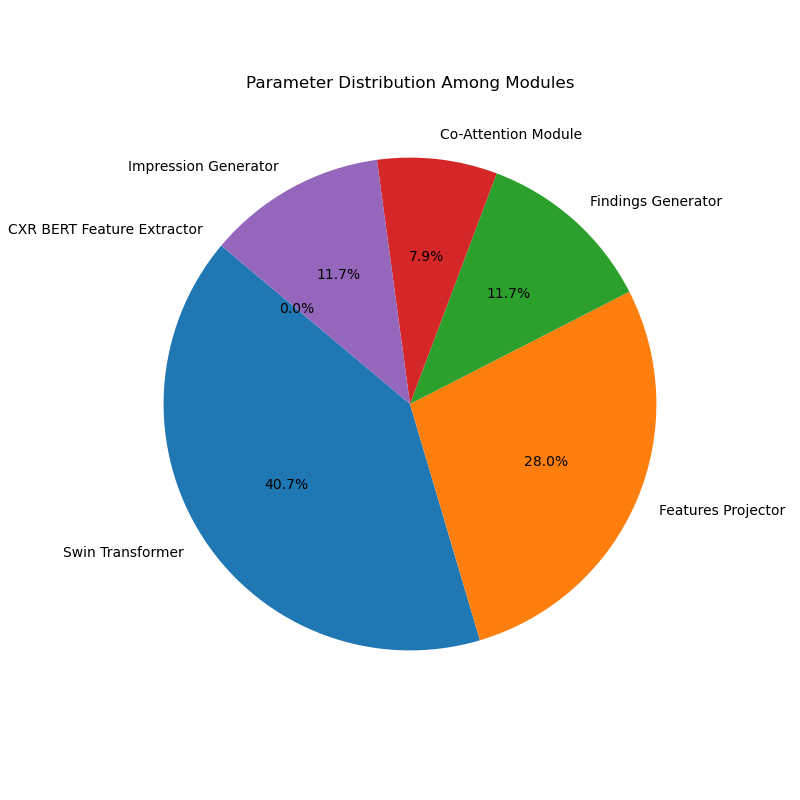 Parameter Distribution Among Modules
Co-Attention Module
Impression Generator
Findings Generator
CXR BERT Feature Extractor
7.9%
11.7%
11.7%
0.0%
28.0%
40.7%
Features Projector
Swin Transformer